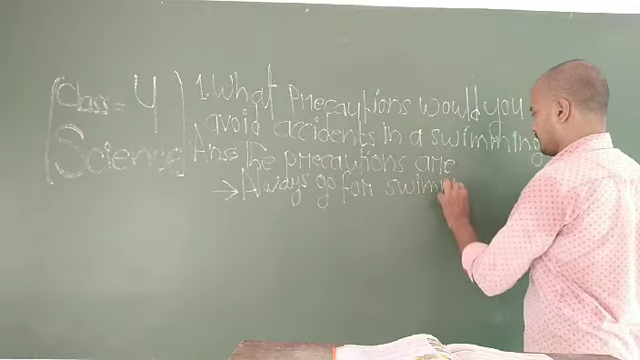 Class - 4
Science
1. What precautions would you
avoid accidents in a swimming
Ans The precautions are
→ Always go for swimm